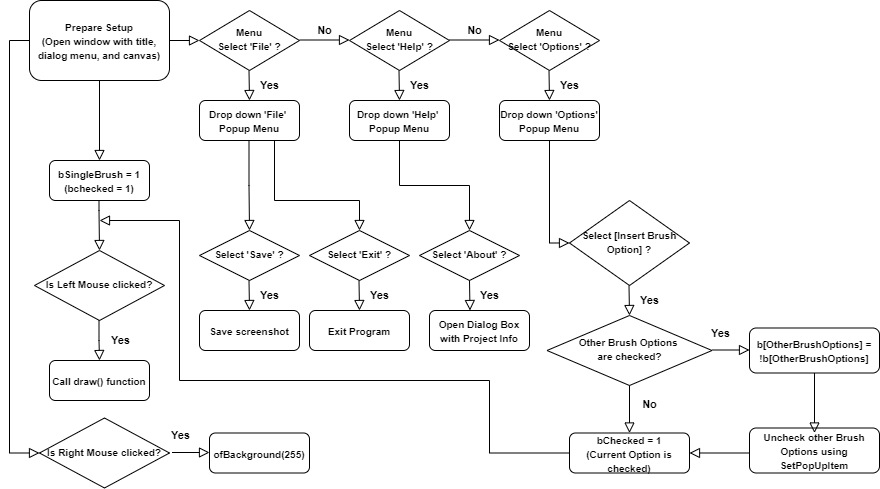 Prepare Setup
(Open window with title,
dialog menu, and canvas)
Menu
Select 'File' ?
No
Menu
Select 'Help' ?
No
Menu
Select 'Options' ?
Yes
Yes
Yes
Drop down 'File'
Popup Menu
Drop down 'Help'
Popup Menu
Drop down 'Options'
Popup Menu
bSingleBrush = 1
(bchecked = 1)
Select 'Save' ?
Select 'Exit' ?
Select 'About' ?
Select [Insert Brush
Option] ?
Is Left Mouse clicked?
Yes
Yes
Yes
Yes
Save screenshot
Exit Program
Open Dialog Box
with Project Info
Other Brush Options
are checked?
Yes
b[OtherBrushOptions] =
!b[OtherBrushOptions]
Yes
Call draw() function
No
Is Right Mouse clicked?
Yes
ofBackground(255)
bChecked = 1
(Current Option is
checked)
Uncheck other Brush
Options using
SetPopUpItem